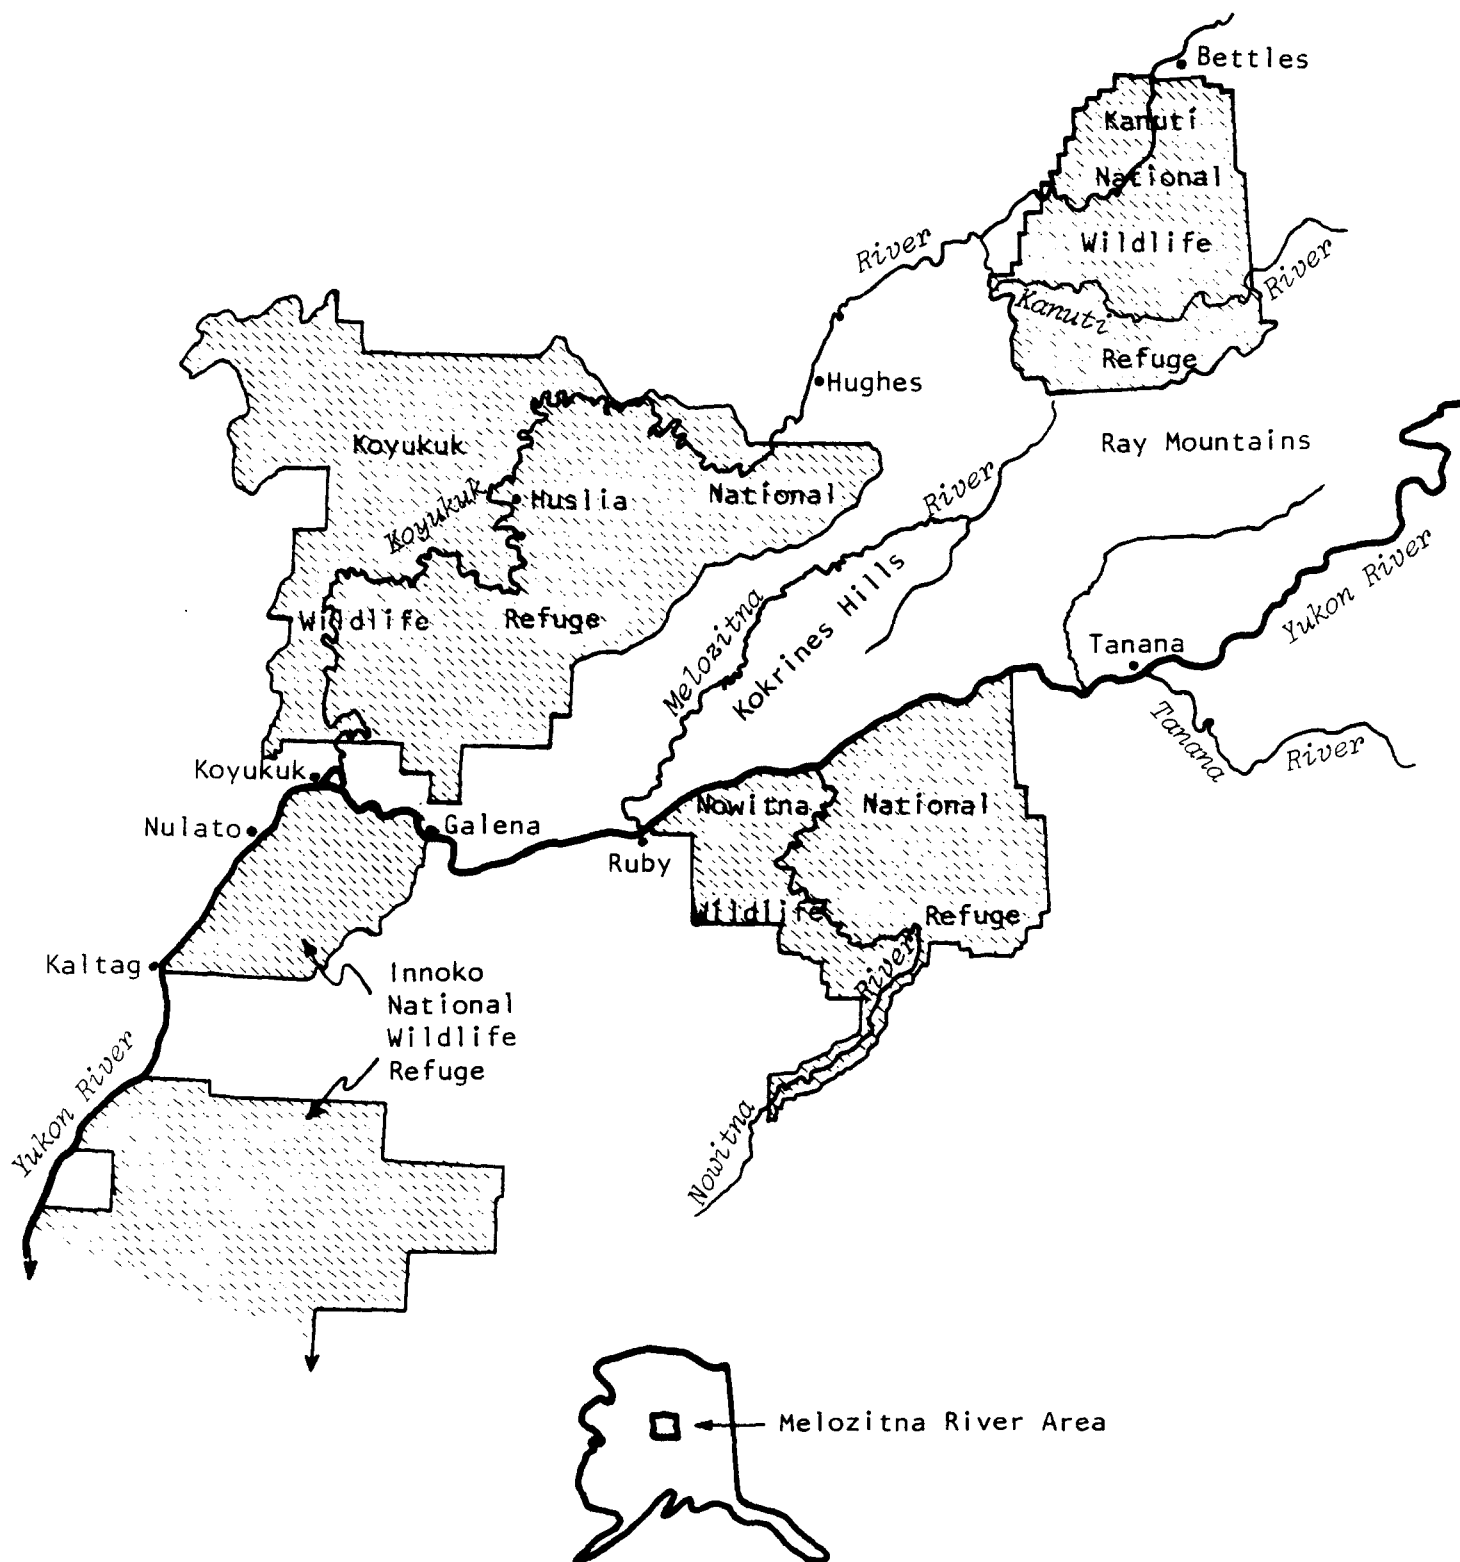 Bettles
Kanuti
National
Wildlife
Refuge
River
Kanuti
River
Hughes
Ray Mountains
Koyukuk
National
Wildlife
Refuge
Koyukuk
Huslia
River
Melozitna
Kokrines Hills
Yukon River
Tanana
Tanana
River
Koyukuk
Nulato
Galena
Ruby
Nowitna
National
Wildlife
Refuge
River
Nowitna
Kaltag
Innoko
National
Wildlife
Refuge
Yukon River
Melozitna River Area